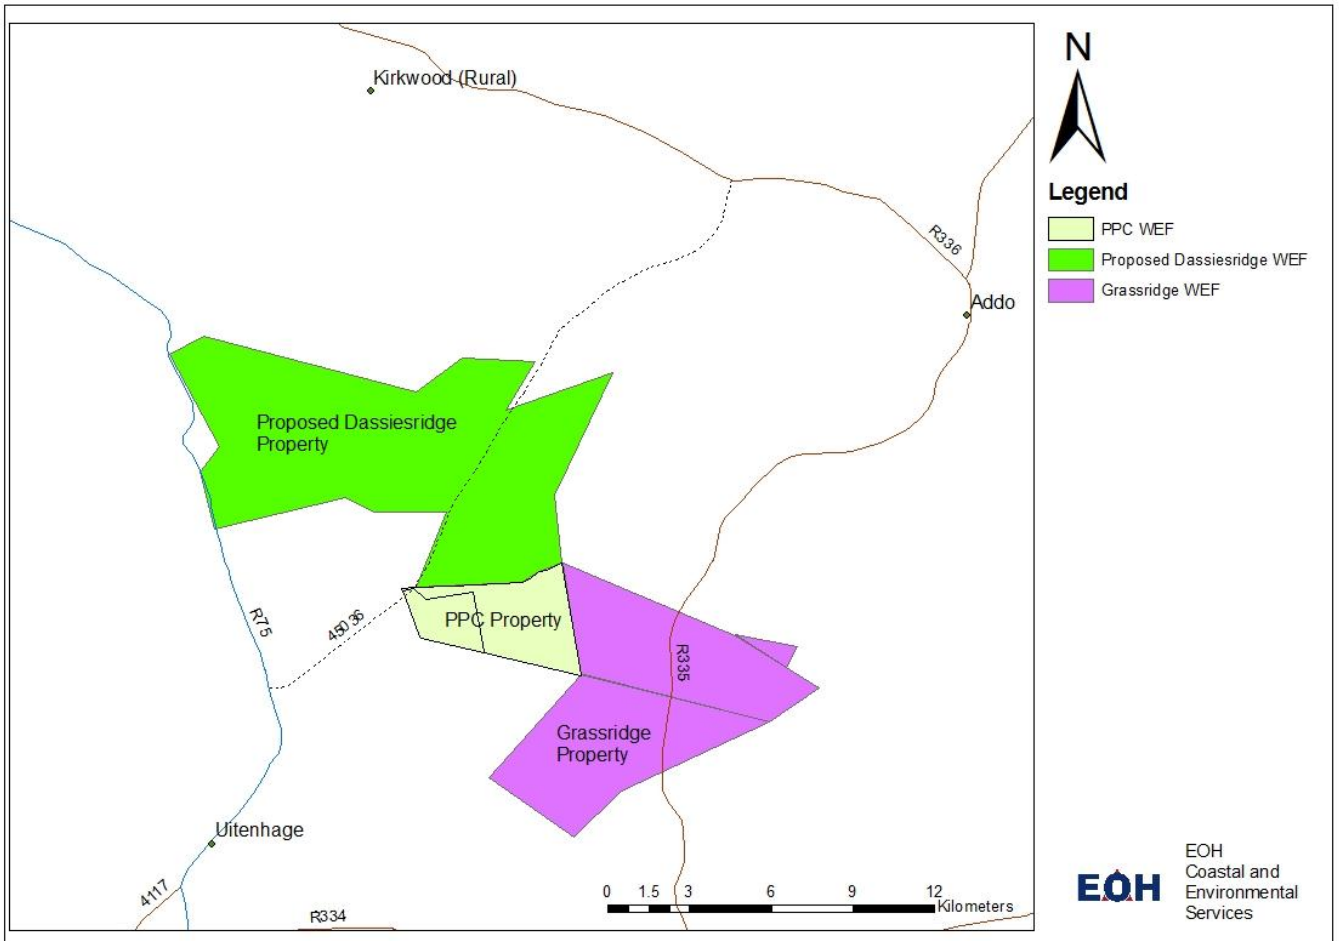 Kirkwood (Rural)
R336
Addo
Proposed Dassiesridge
Property
R75
45036
PPC Property
R335
Grassridge
Property
Uitenhage
4117
R334
0 1.5 3 6 9 12
Kilometers
N
Legend
PPC WEF
Proposed Dassiesridge WEF
Grassridge WEF
EOH
EOH
Coastal and
Environmental
Services